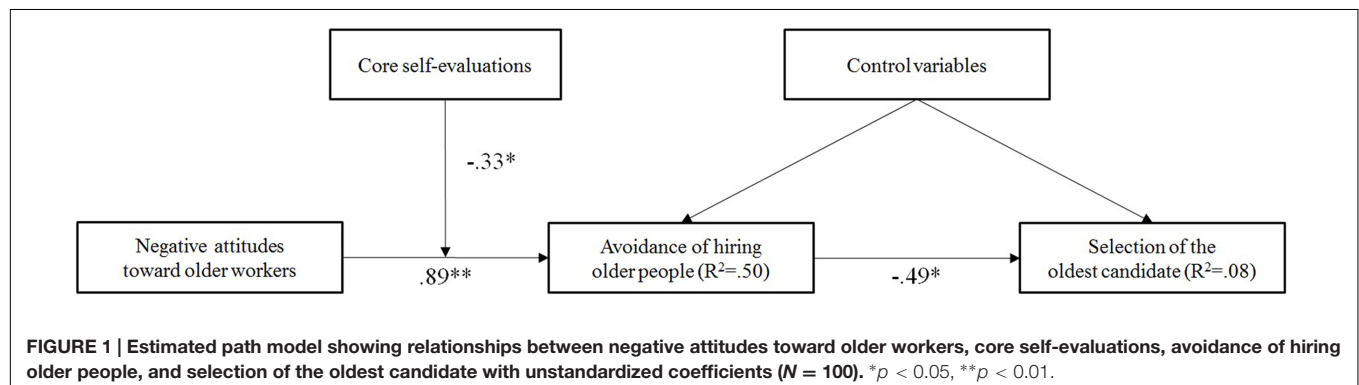 Core self-evaluations
Control variables
-.33*
Negative attitudes
toward older workers
.89**
Avoidance of hiring
older people (R²=.50)
-.49*
Selection of the
oldest candidate (R²=.08)
FIGURE 1 | Estimated path model showing relationships between negative attitudes toward older workers, core self-evaluations, avoidance of hiring
older people, and selection of the oldest candidate with unstandardized coefficients (N = 100). *p < 0.05, **p < 0.01.